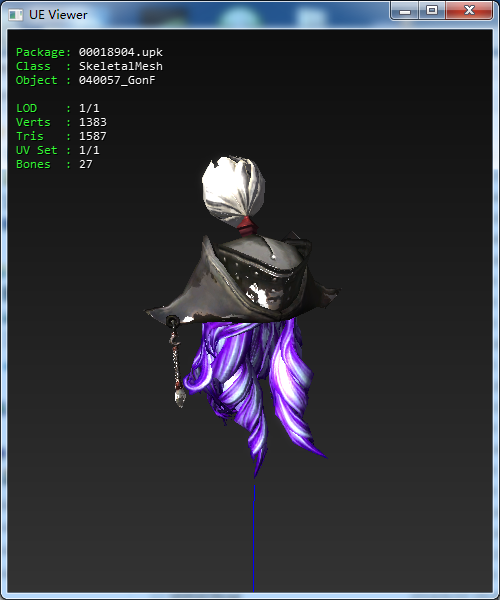 UE Viewer
Package: 00018904.upk
Class : SkeletalMesh
Object : 040057_GonF
LOD : 1/1
Verts : 1383
Tris : 1587
UV Set : 1/1
Bones : 27